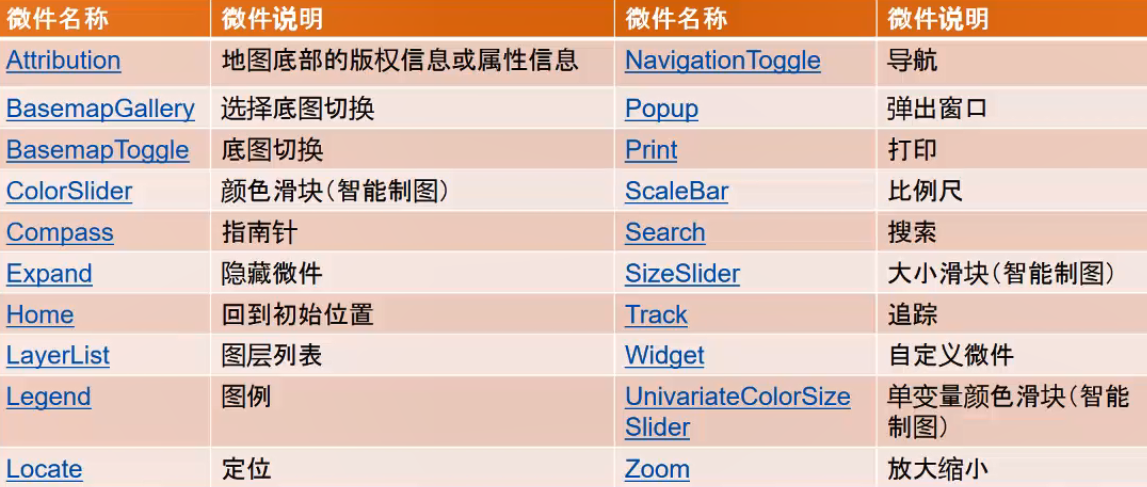 微件名称 微件说明 微件名称 微件说明
Attribution 地图底部的版权信息或属性信息 NavigationToggle 导航
BasemapGallery 选择底图切换 Popup 弹出窗口
BasemapToggle 底图切换 Print 打印
ColorSlider 颜色滑块(智能制图) ScaleBar 比例尺
Compass 指南针 Search 搜索
Expand 隐藏微件 SizeSlider 大小滑块(智能制图)
Home 回到初始位置 Track 追踪
LayerList 图层列表 Widget 自定义微件
Legend 图例 UnivariateColorSize 单变量颜色滑块(智能
Slider 制图)
Locate 定位 Zoom 放大缩小